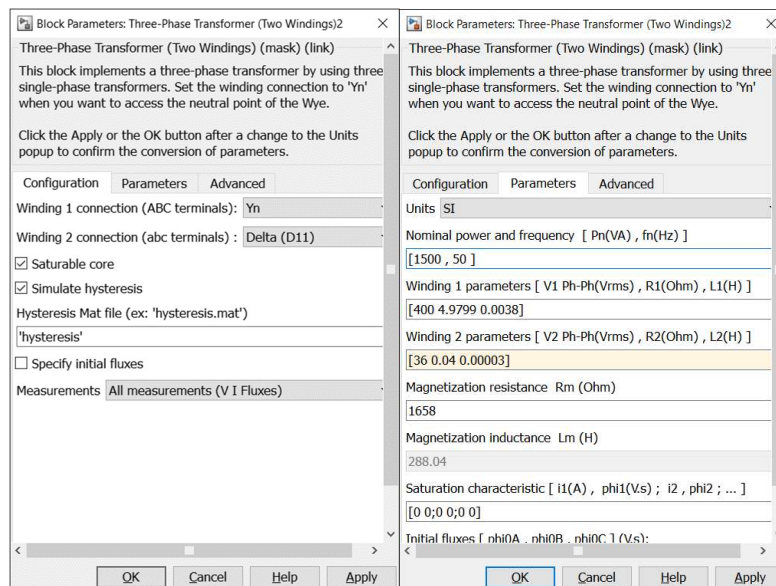 Block Parameters: Three-Phase Transformer (Two Windings)2
Three-Phase Transformer (Two Windings) (mask) (link)
This block implements a three-phase transformer by using three
single-phase transformers. Set the winding connection to 'Yn'
when you want to access the neutral point of the Wye.
Click the Apply or the OK button after a change to the Units
popup to confirm the conversion of parameters.
Configuration Parameters Advanced
Winding 1 connection (ABC terminals): Yn
Winding 2 connection (abc terminals) : Delta (D11)
Saturable core
Simulate hysteresis
Hysteresis Mat file (ex: 'hysteresis.mat')
'hysteresis'
Specify initial fluxes
Measurements All measurements (V I Fluxes)
OK Cancel Help Apply
Block Parameters: Three-Phase Transformer (Two Windings)2
Three-Phase Transformer (Two Windings) (mask) (link)
This block implements a three-phase transformer by using three
single-phase transformers. Set the winding connection to 'Yn'
when you want to access the neutral point of the Wye.
Click the Apply or the OK button after a change to the Units
popup to confirm the conversion of parameters.
Configuration Parameters Advanced
Units SI
Nominal power and frequency [ Pn(VA) , fn(Hz) ]
[1500 , 50 ]
Winding 1 parameters [ V1 Ph-Ph(Vrms) , R1(Ohm) , L1(H) ]
[400 4.9799 0.0038]
Winding 2 parameters [ V2 Ph-Ph(Vrms) , R2(Ohm) , L2(H) ]
[36 0.04 0.00003]
Magnetization resistance Rm (Ohm)
1658
Magnetization inductance Lm (H)
288.04
Saturation characteristic [ i1(A) , phi1(V.s) ; i2 , phi2 ; ... ]
[0 0;0 0;0 0]
Initial fluxes [ phi0A , phi0B , phi0C ] (V.s):
OK Cancel Help Apply